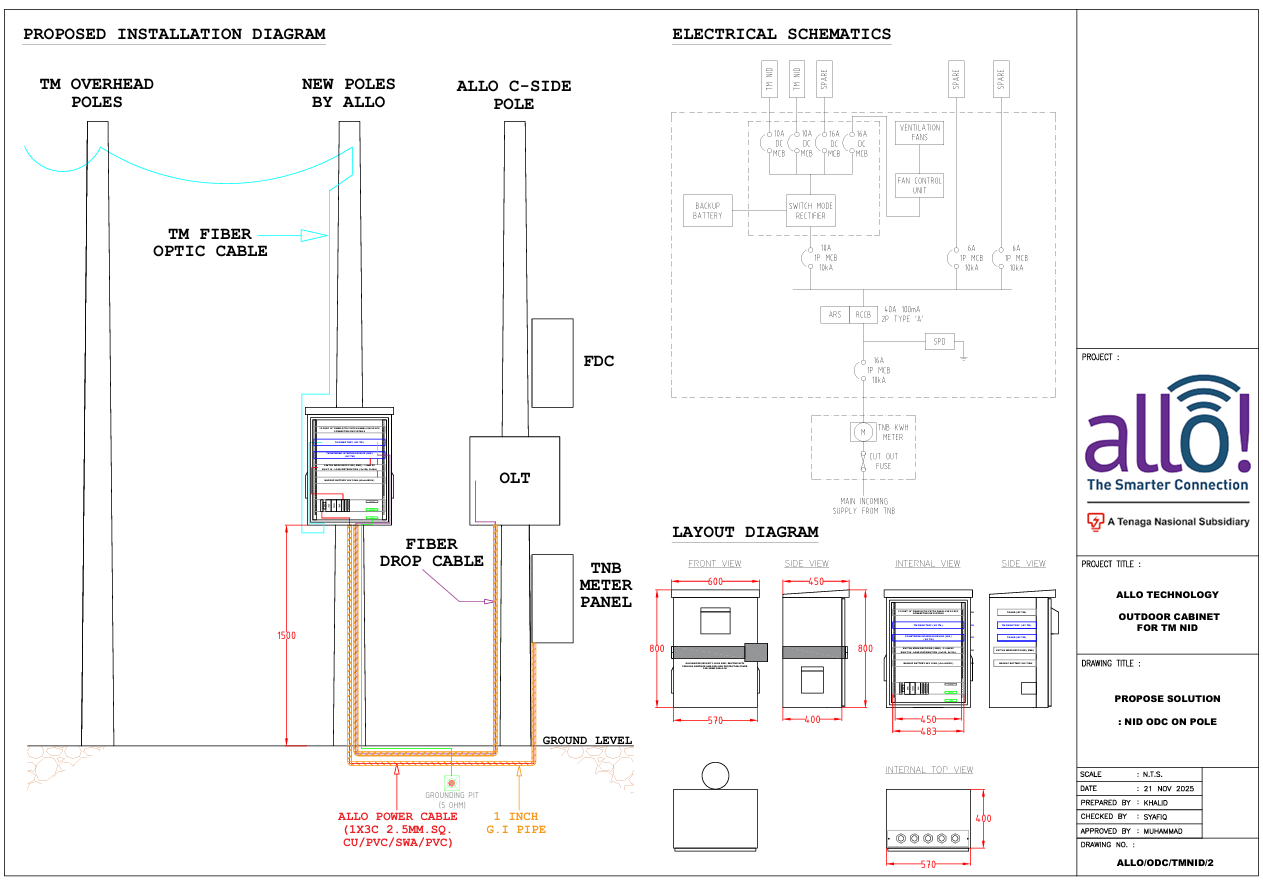 PROPOSED INSTALLATION DIAGRAM
TM OVERHEAD
POLES
NEW POLES
BY ALLO
ALLO C-SIDE
POLE
TM FIBER
OPTIC CABLE
FDC
OLT
FIBER
DROP CABLE
TNB
METER
PANEL
1500
GROUND LEVEL
GROUNDING PIT
(5 OHM)
ALLO POWER CABLE
(1X3C 2.5MM.SQ.
CU/PVC/SWA/PVC)
1 INCH
G.I PIPE
ELECTRICAL SCHEMATICS
TM NID
TM NID
SPARE
SPARE
SPARE
10A
DC
MCB
10A
DC
MCB
16A
DC
MCB
16A
DC
MCB
VENTILATION
FANS
FAN CONTROL
UNIT
BACKUP
BATTERY
SWITCH MODE
RECTIFIER
10A
1P MCB
10kA
6A
1P MCB
10kA
6A
1P MCB
10kA
ARS
RCCB
40A 100mA
2P TYPE 'A'
SPD
16A
1P MCB
10kA
M
TNB KWH
METER
CUT OUT
FUSE
MAIN INCOMING
SUPPLY FROM TNB
LAYOUT DIAGRAM
FRONT VIEW
SIDE VIEW
INTERNAL VIEW
SIDE VIEW
600
450
800
800
570
400
450
483
INTERNAL TOP VIEW
400
570
PROJECT :
allo!
The Smarter Connection
A Tenaga Nasional Subsidiary
PROJECT TITLE :
ALLO TECHNOLOGY
OUTDOOR CABINET
FOR TM NID
DRAWING TITLE :
PROPOSE SOLUTION
: NID ODC ON POLE
SCALE : N.T.S.
DATE : 21 NOV 2025
PREPARED BY : KHALID
CHECKED BY : SYAFIQ
APPROVED BY : MUHAMMAD
DRAWING NO. :
ALLO/ODC/TMNID/2